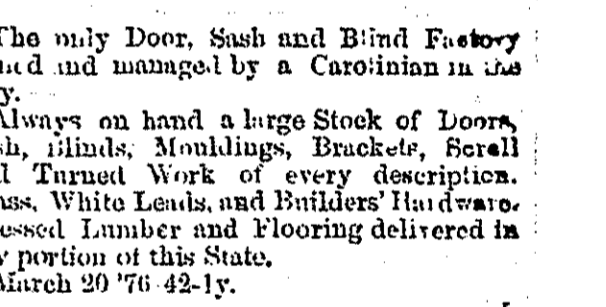 The only Door, Sash and Blind Factory
and managed by a Carolinian in the
y.
Always on hand a large Stock of Doors,
sh, Blinds, Mouldings, Brackets, Scroll
d Turned Work of every description.
ass, White Leads, and Builders' Hardware.
essed Lumber and Flooring delivered in
y portion of this State.
March 20 '76 42-1y.